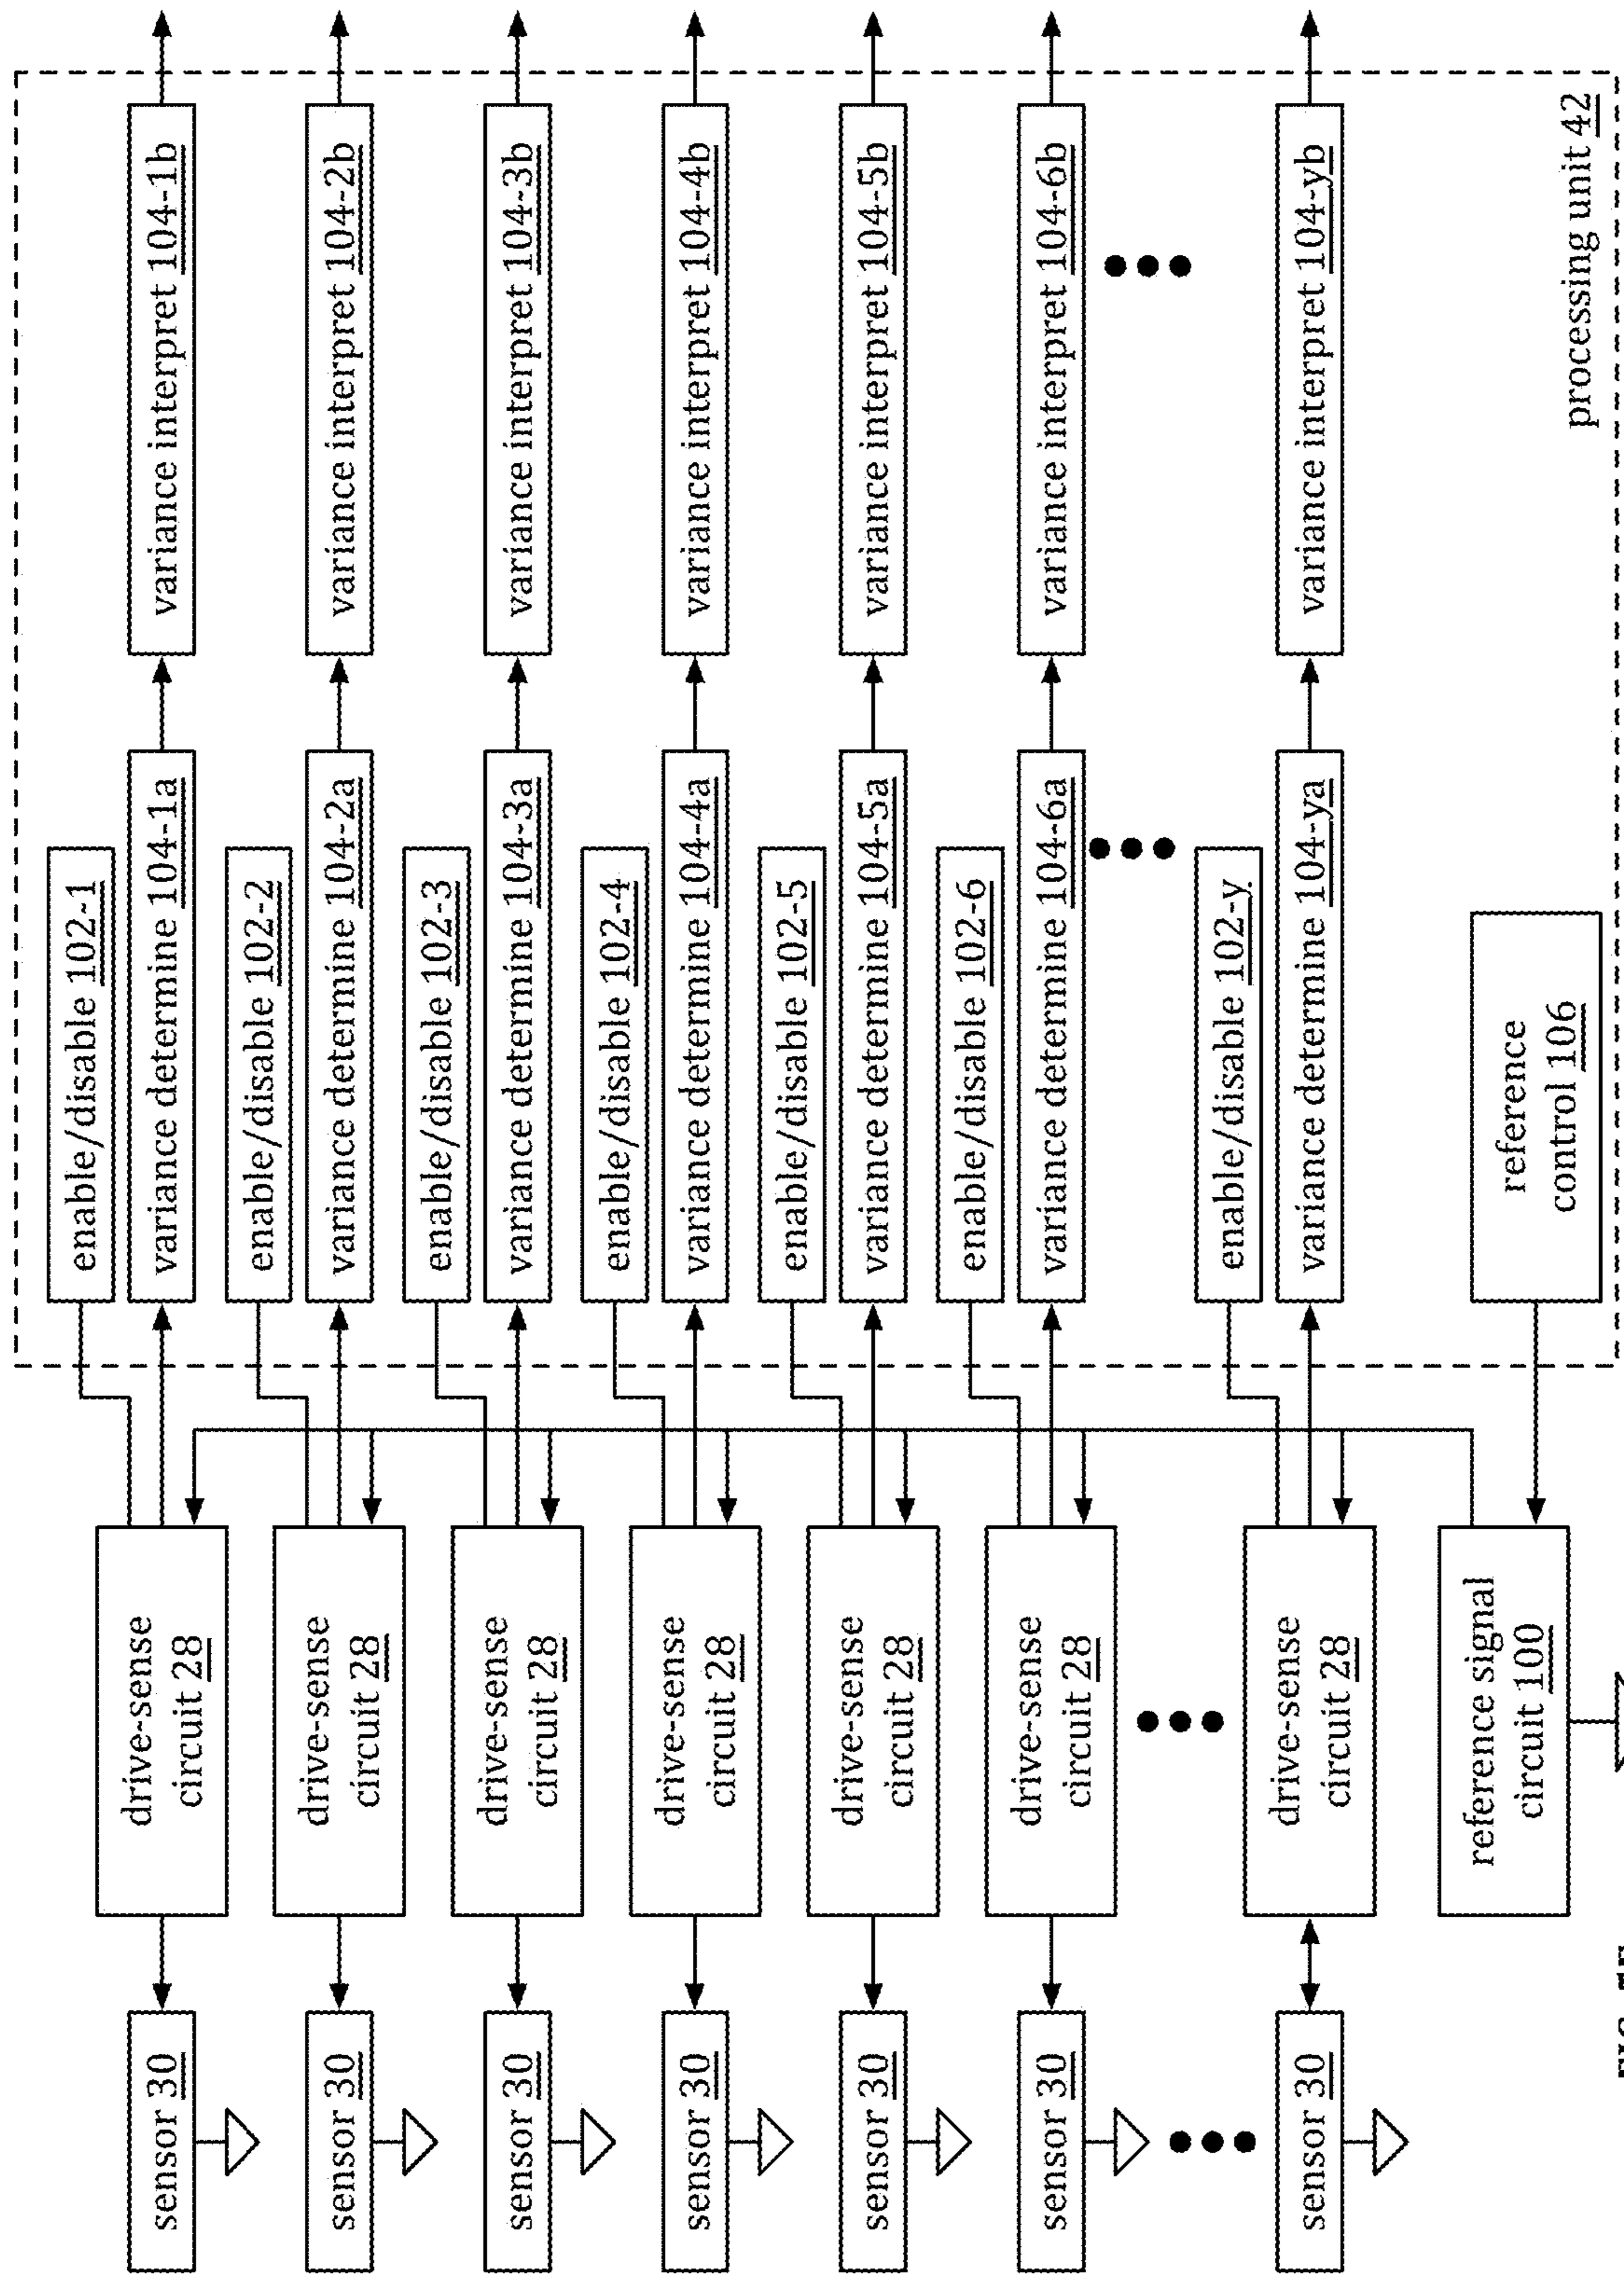 sensor 30
drive-sense
circuit 28
enable/disable 102-1
variance determine 104-1a
variance interpret 104-1b
sensor 30
drive-sense
circuit 28
enable/disable 102-2
variance determine 104-2a
variance interpret 104-2b
sensor 30
drive-sense
circuit 28
enable/disable 102-3
variance determine 104-3a
variance interpret 104-3b
sensor 30
drive-sense
circuit 28
enable/disable 102-4
variance determine 104-4a
variance interpret 104-4b
sensor 30
drive-sense
circuit 28
enable/disable 102-5
variance determine 104-5a
variance interpret 104-5b
sensor 30
drive-sense
circuit 28
enable/disable 102-6
variance determine 104-6a
variance interpret 104-6b
sensor 30
drive-sense
circuit 28
enable/disable 102-y
variance determine 104-ya
variance interpret 104-yb
reference signal
circuit 100
reference
control 106
processing unit 42